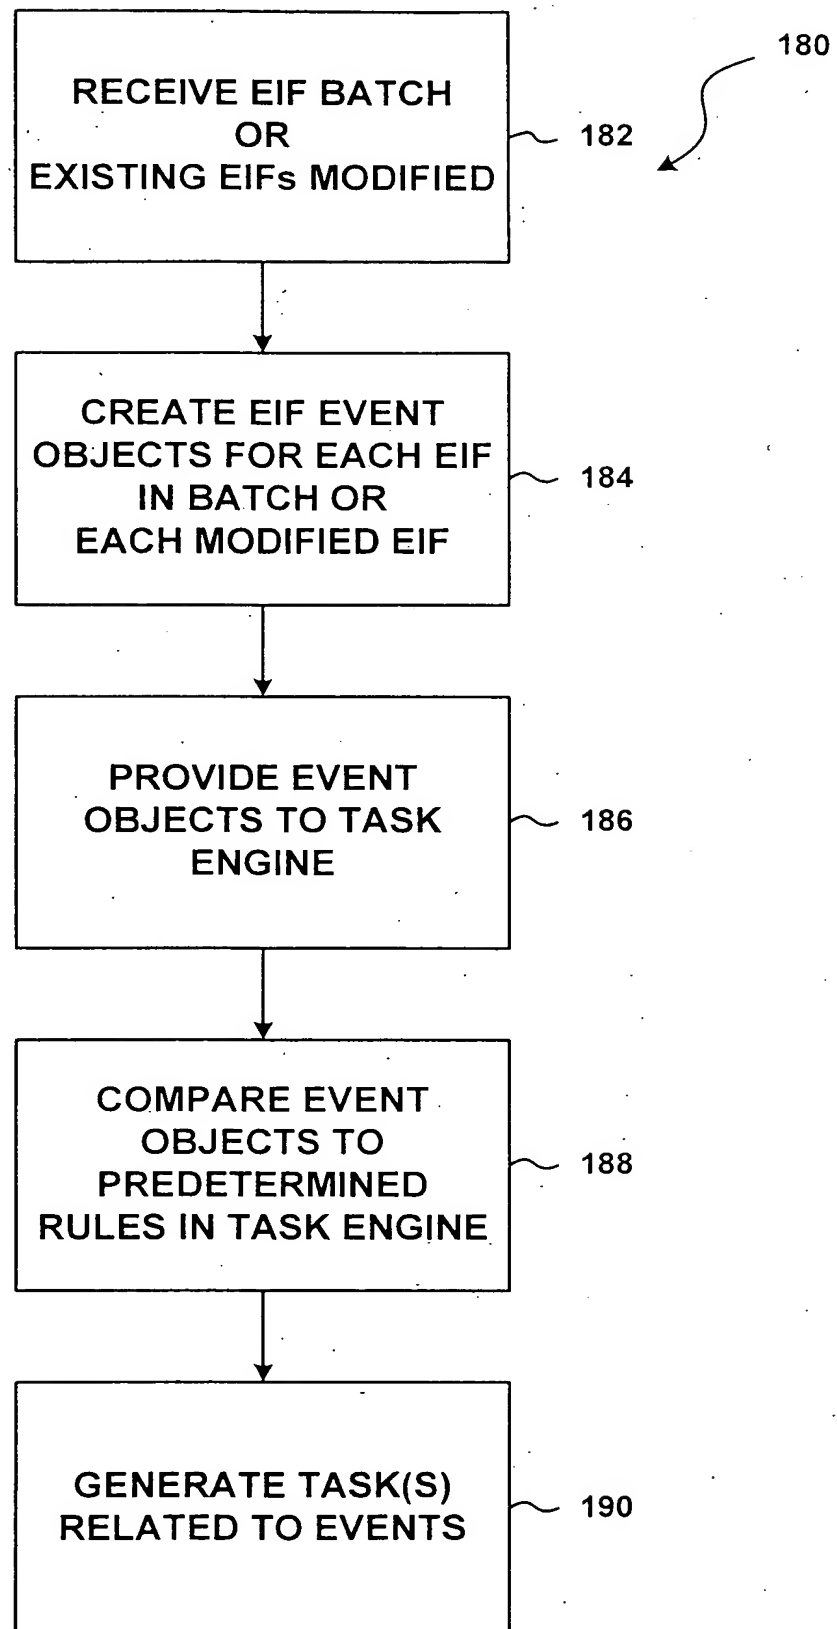 180
RECEIVE EIF BATCH
OR
EXISTING EIFs MODIFIED
182
CREATE EIF EVENT
OBJECTS FOR EACH EIF
IN BATCH OR
EACH MODIFIED EIF
184
PROVIDE EVENT
OBJECTS TO TASK
ENGINE
186
COMPARE EVENT
OBJECTS TO
PREDETERMINED
RULES IN TASK ENGINE
188
GENERATE TASK(S)
RELATED TO EVENTS
190